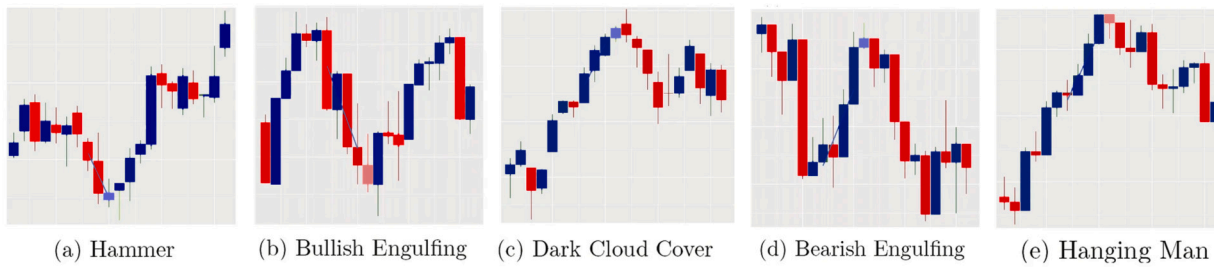 (a) Hammer
(b) Bullish Engulfing
(c) Dark Cloud Cover
(d) Bearish Engulfing
(e) Hanging Man